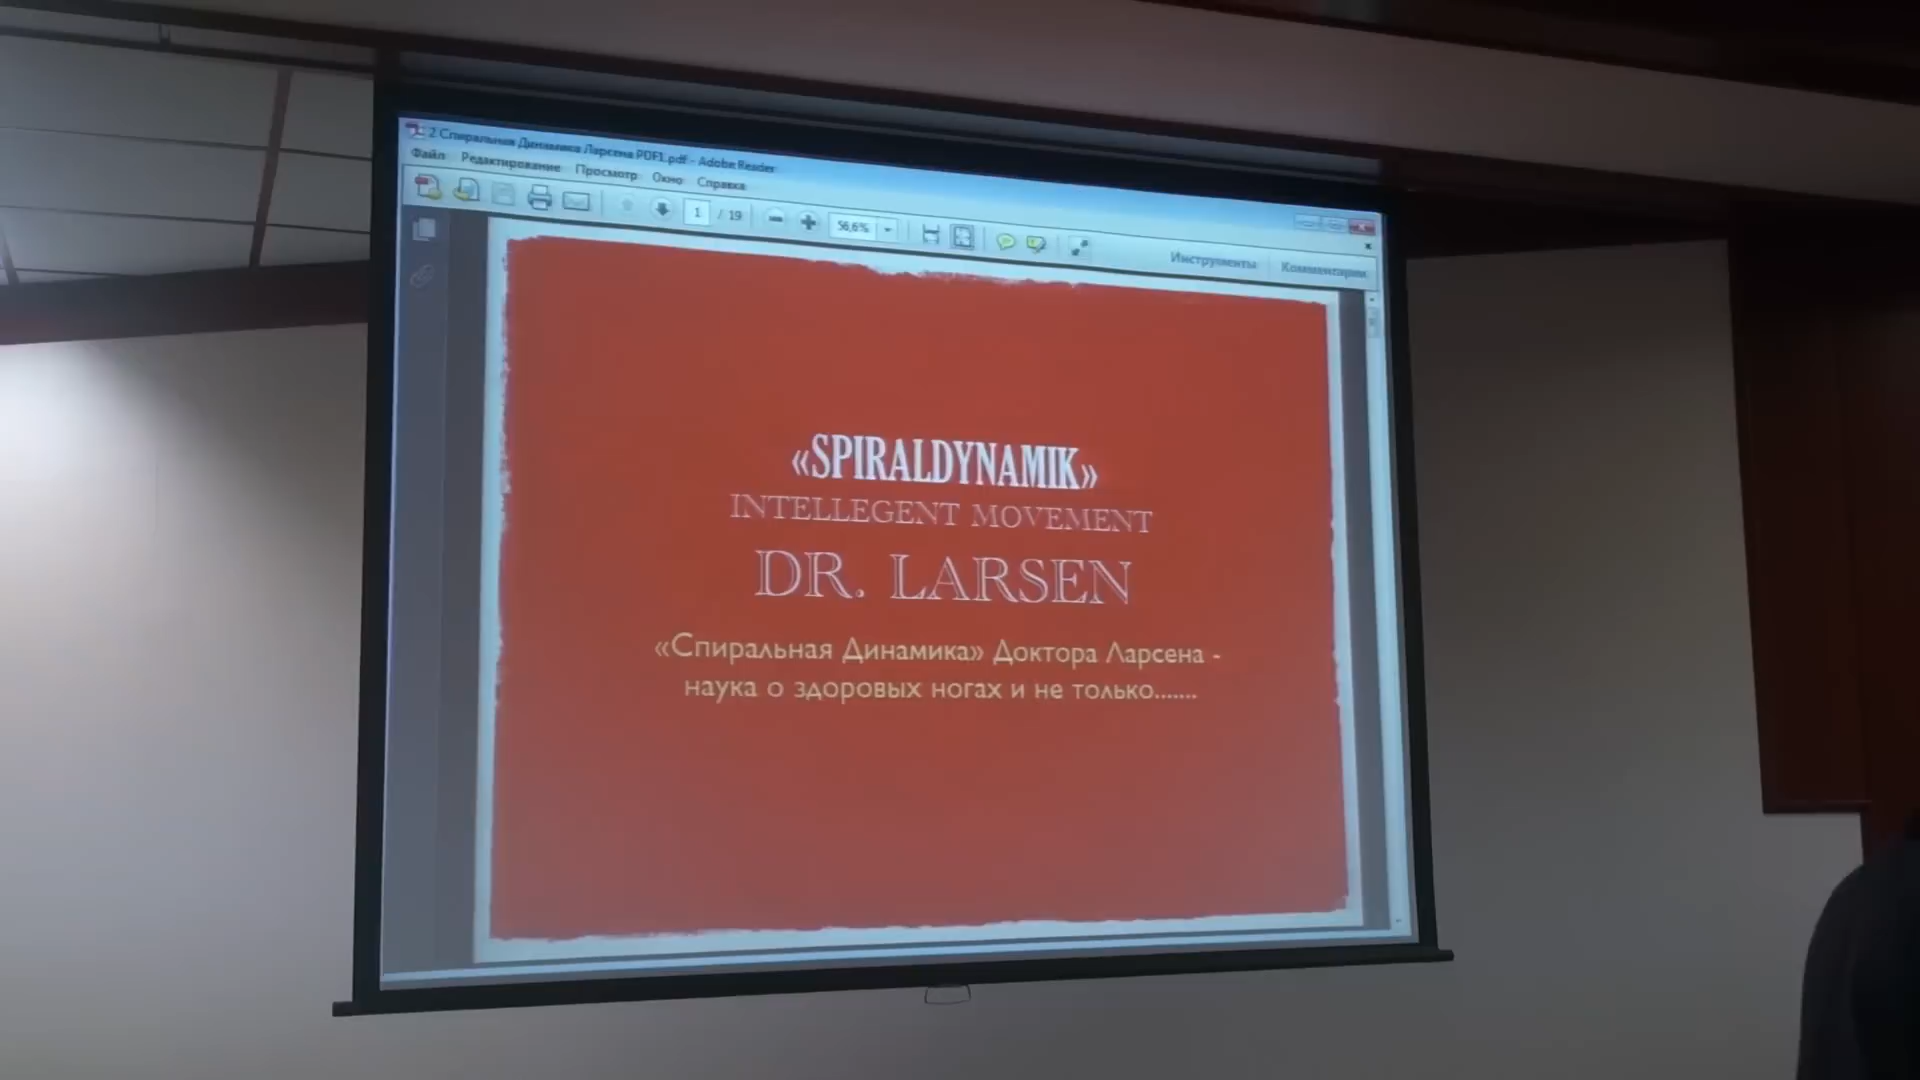 2 Спиральная Динамика Ларсена PDF1.pdf - Adobe Reader
Файл Редактирование Просмотр Окно Справка
1 / 19 56,6%
Инструменты Комментарии
«SPIRALDYNAMIK»
INTELLEGENT MOVEMENT
DR. LARSEN
«Спиральная Динамика» Доктора Ларсена -
наука о здоровых ногах и не только.......